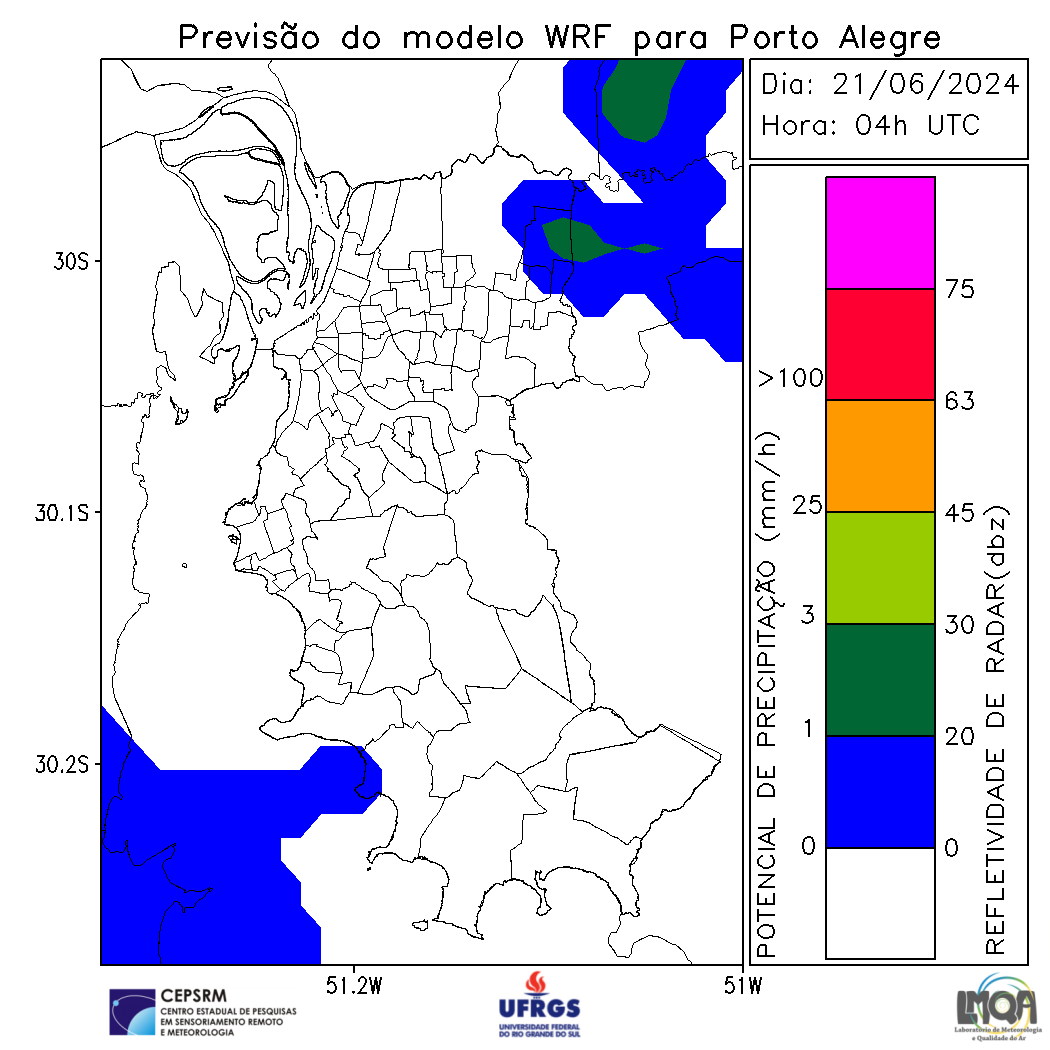 Previsão do modelo WRF para Porto Alegre
Dia: 21/06/2024
Hora: 04h UTC
30S
30.1S
30.2S
51.2W
51W
POTENCIAL DE PRECIPITAÇÃO (mm/h)
>100
25
3
1
0
75
63
45
30
20
0
REFLETIVIDADE DE RADAR(dbz)
CEPSRM
CENTRO ESTADUAL DE PESQUISAS
EM SENSORIAMENTO REMOTO
E METEOROLOGIA
UFRGS
UNIVERSIDADE FEDERAL
DO RIO GRANDE DO SUL
LMQA
Laboratório de Meteorologia
e Qualidade do Ar